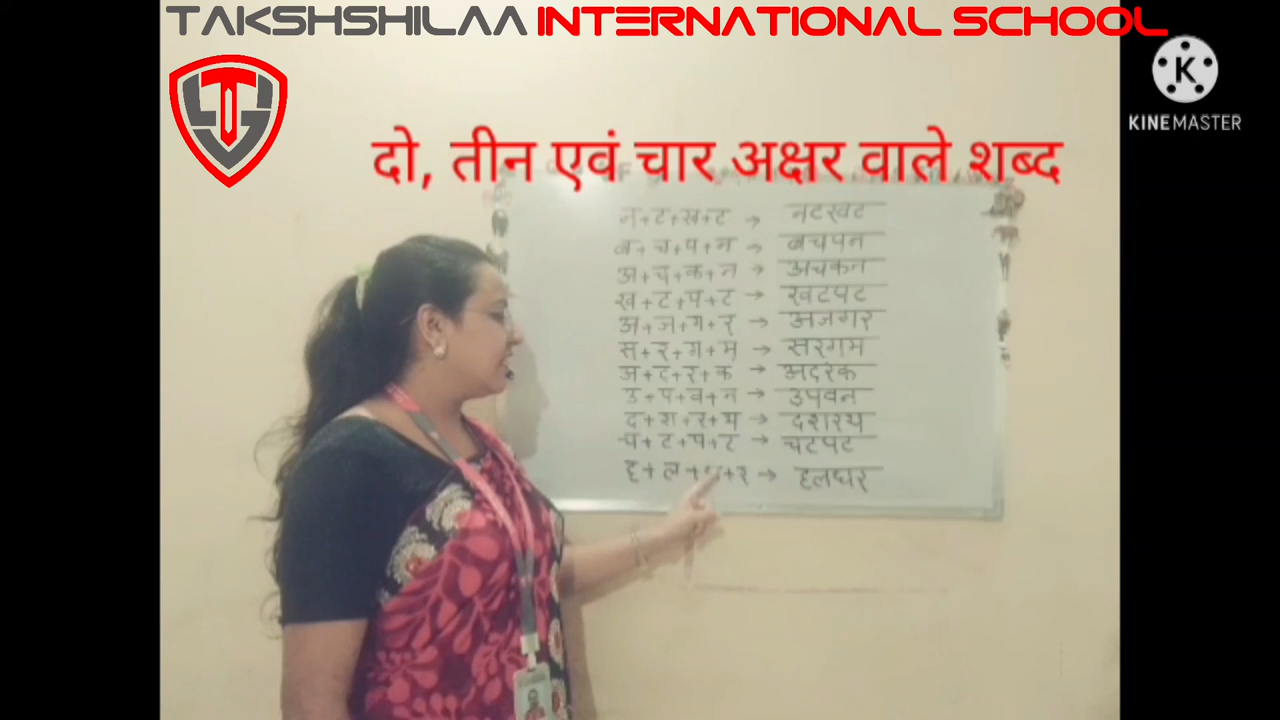 TAKSHSHILAA INTERNATIONAL SCHOOL
KINEMASTER
दो, तीन एवं चार अक्षर वाले शब्द
न+ट+ख+ट → नटखट
ब+च+प+न → बचपन
अ+च+क+न → अचकन
ख+ट+प+ट → खटपट
अ+ज+ग+र → अजगर
स+र+ग+म → सरगम
अ+द+र+क → अदरक
उ+प+व+न → उपवन
द+श+र+थ → दशरथ
च+ट+प+ट → चटपट
ह+ल+ध+र → हलधर